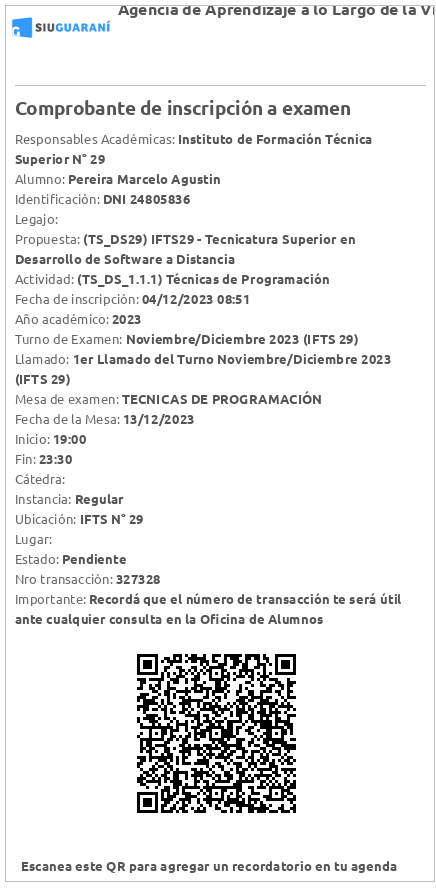 Agencia de Aprendizaje a lo Largo de la
SIUGUARANÍ
Comprobante de inscripción a examen
Responsables Académicas: Instituto de Formación Técnica
Superior N° 29
Alumno: Pereira Marcelo Agustin
Identificación: DNI 24805836
Legajo:
Propuesta: (TS_DS29) IFTS29 - Tecnicatura Superior en
Desarrollo de Software a Distancia
Actividad: (TS_DS_1.1.1) Técnicas de Programación
Fecha de inscripción: 04/12/2023 08:51
Año académico: 2023
Turno de Examen: Noviembre/Diciembre 2023 (IFTS 29)
Llamado: 1er Llamado del Turno Noviembre/Diciembre 2023
(IFTS 29)
Mesa de examen: TECNICAS DE PROGRAMACIÓN
Fecha de la Mesa: 13/12/2023
Inicio: 19:00
Fin: 23:30
Cátedra:
Instancia: Regular
Ubicación: IFTS N° 29
Lugar:
Estado: Pendiente
Nro transacción: 327328
Importante: Recordá que el número de transacción te será útil
ante cualquier consulta en la Oficina de Alumnos
Escanea este QR para agregar un recordatorio en tu agenda